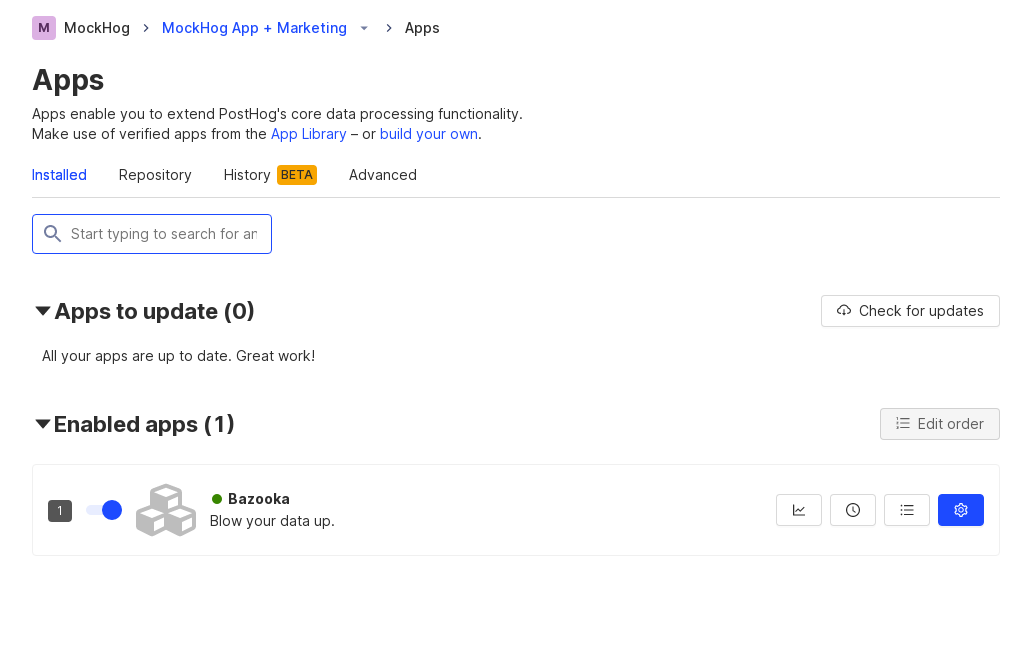 M MockHog MockHog App + Marketing Apps
Apps
Apps enable you to extend PostHog's core data processing functionality.
Make use of verified apps from the App Library – or build your own.
Installed Repository History BETA Advanced
Start typing to search for an
Apps to update (0) Check for updates
All your apps are up to date. Great work!
Enabled apps (1) Edit order
1 Bazooka
Blow your data up.